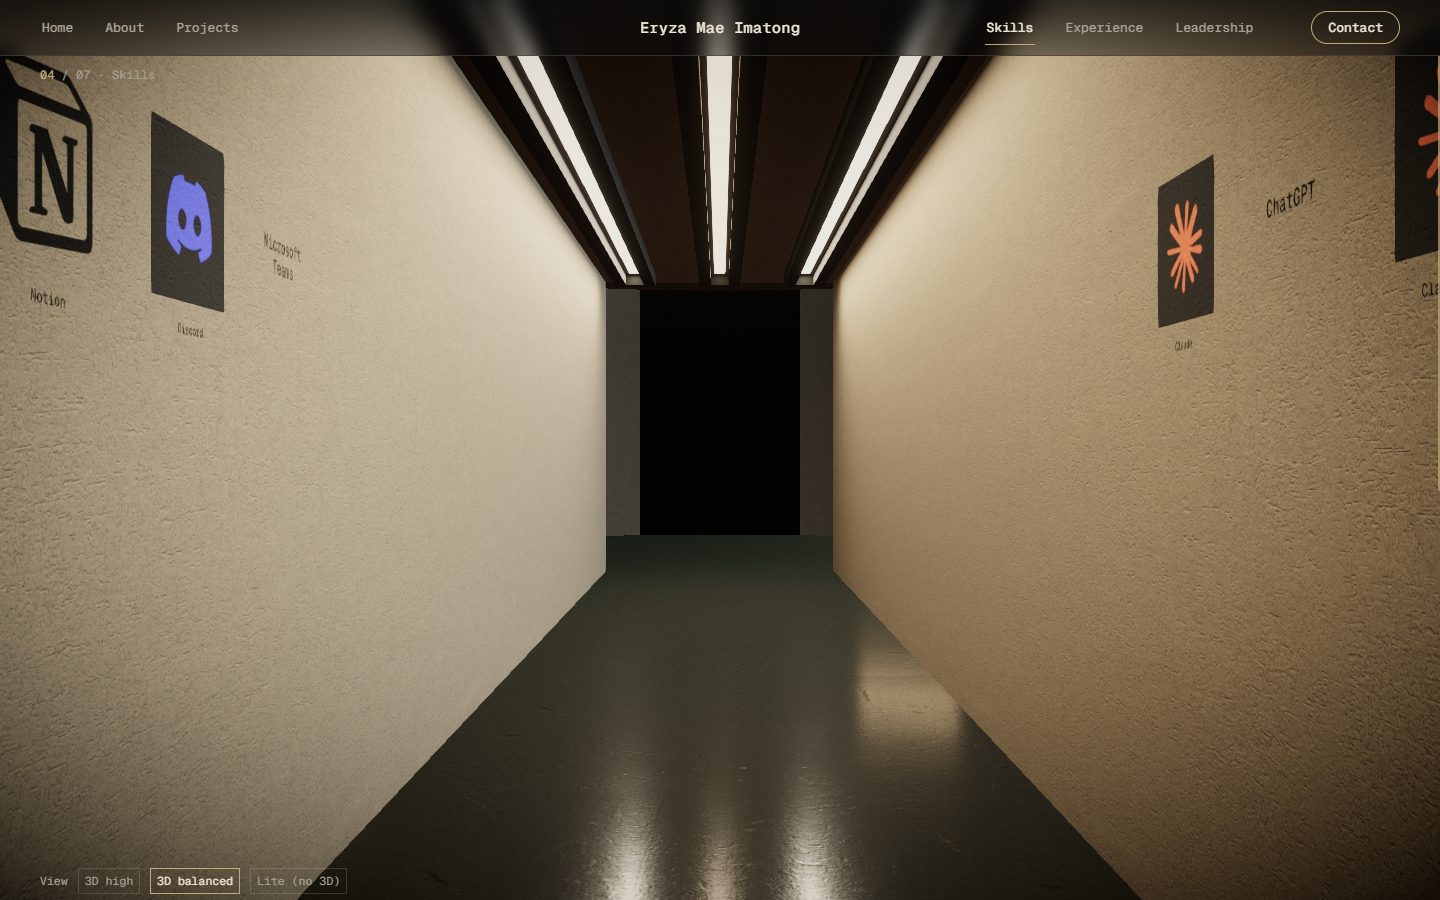 Home About Projects Eryza Mae Imatong Skills Experience Leadership Contact
04 / 07 · Skills
N
Notion
Discord
Microsoft
Teams
Claude
ChatGPT
Cla
View 3D high 3D balanced Lite (no 3D)